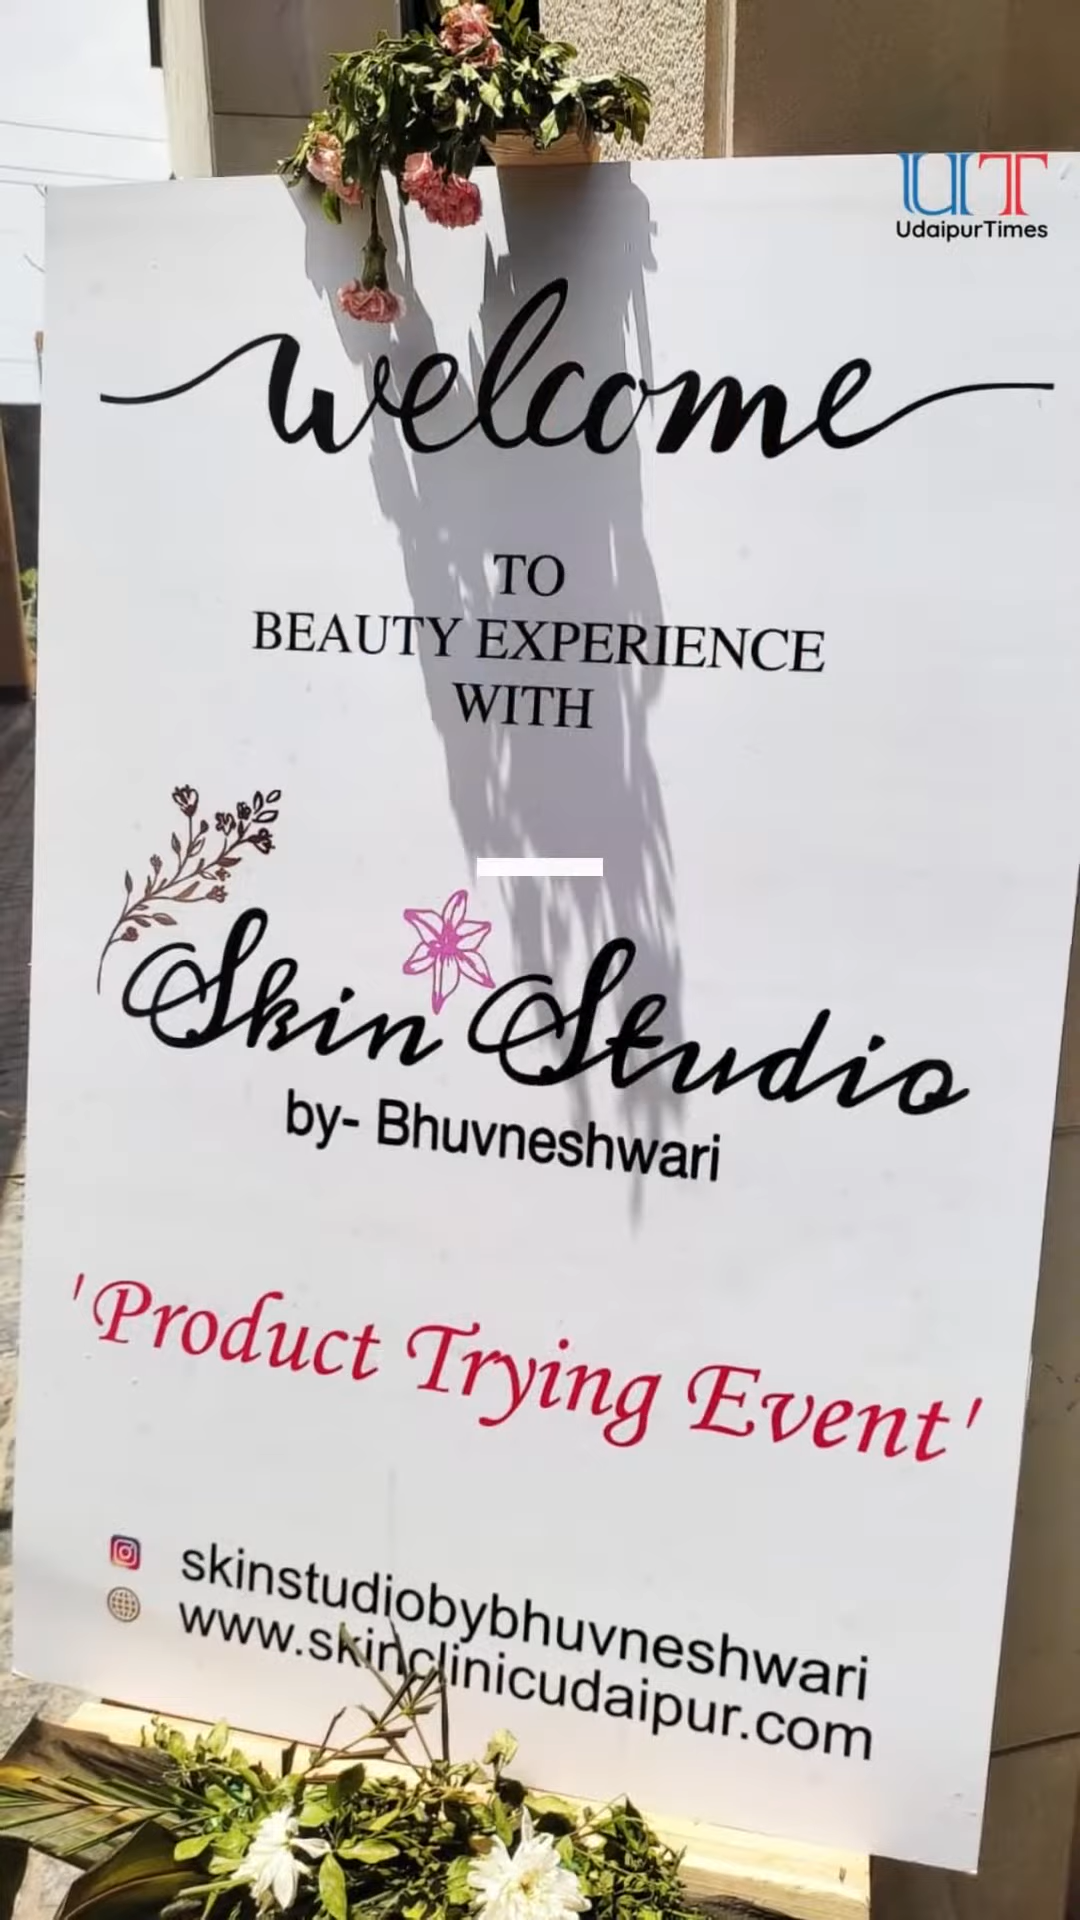 UT
UdaipurTimes
welcome
TO
BEAUTY EXPERIENCE
WITH
Skin Studio
by- Bhuvneshwari
'Product Trying Event'
skinstudiobybhuvneshwari
www.skinclinicudaipur.com